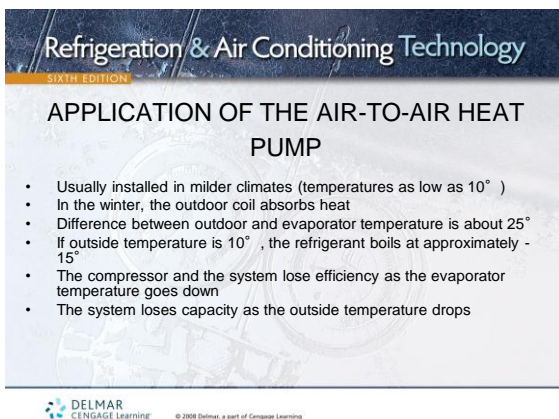 Refrigeration & Air Conditioning Technology
SIXTH EDITION
APPLICATION OF THE AIR-TO-AIR HEAT
PUMP
• Usually installed in milder climates (temperatures as low as 10° )
• In the winter, the outdoor coil absorbs heat
• Difference between outdoor and evaporator temperature is about 25°
• If outside temperature is 10° , the refrigerant boils at approximately -
15°
• The compressor and the system lose efficiency as the evaporator
temperature goes down
• The system loses capacity as the outside temperature drops
DELMAR
CENGAGE Learning
© 2008 Delmar, a part of Cengage Learning